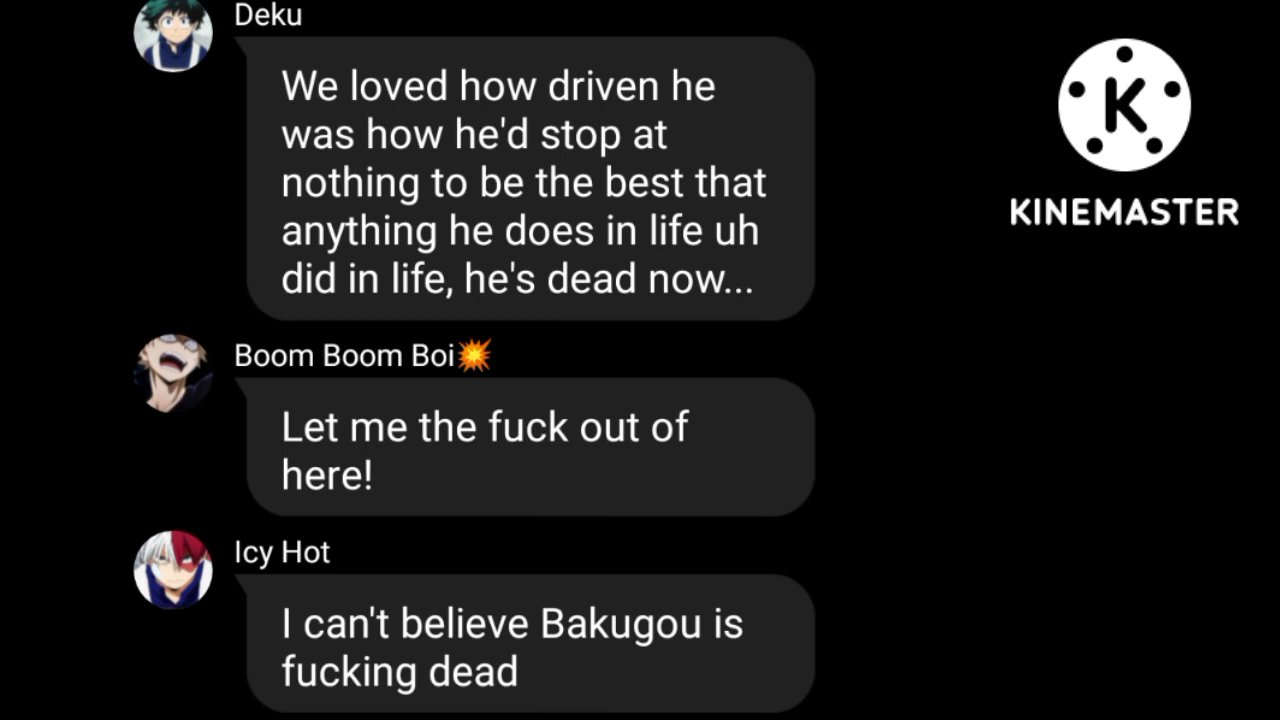 Deku
We loved how driven he
was how he'd stop at
nothing to be the best that
anything he does in life uh
did in life, he's dead now...
Boom Boom Boi💥
Let me the fuck out of
here!
Icy Hot
I can't believe Bakugou is
fucking dead
K
KINEMASTER